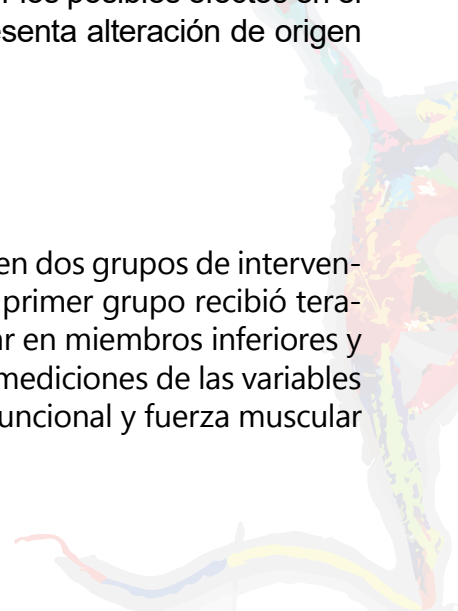 r los posibles efectos en el
esenta alteración de origen
en dos grupos de interven-
primer grupo recibió tera-
ar en miembros inferiores y
mediciones de las variables
uncional y fuerza muscular